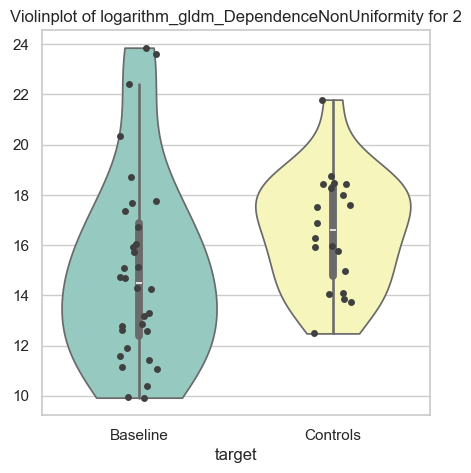 Violinplot of logarithm_gldm_DependenceNonUniformity for 2
24
22
20
18
16
14
12
10
Baseline Controls
target